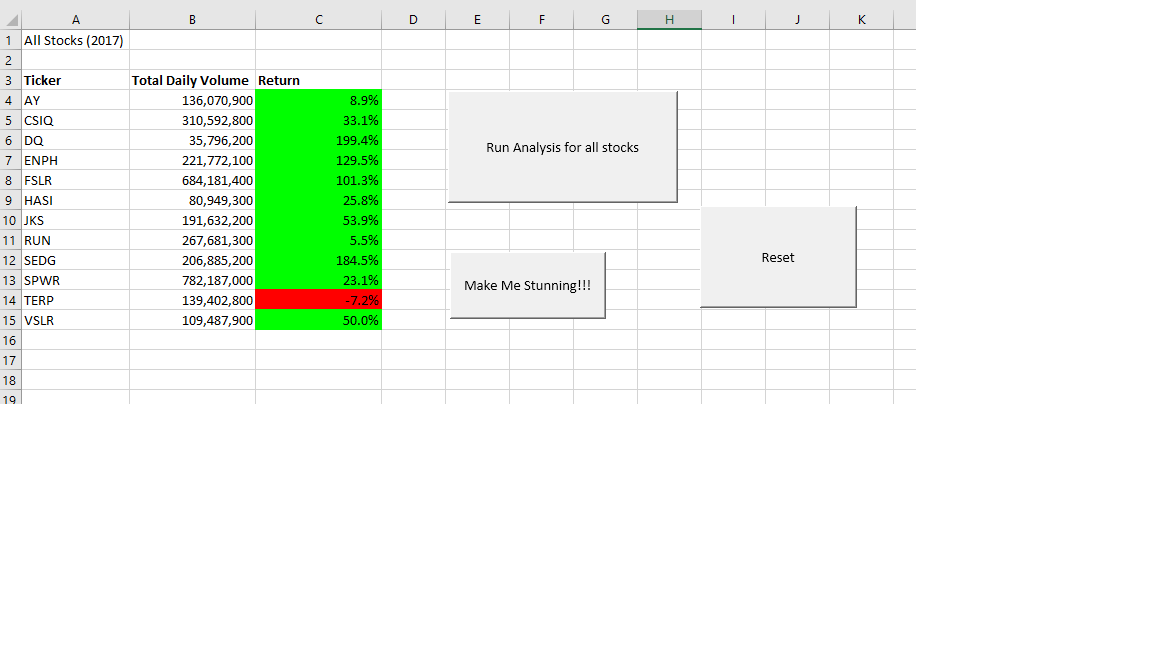 A B C D E F G H I J K
1 All Stocks (2017)
2
3 Ticker Total Daily Volume Return
4 AY 136,070,900 8.9%
5 CSIQ 310,592,800 33.1%
6 DQ 35,796,200 199.4%
7 ENPH 221,772,100 129.5%
8 FSLR 684,181,400 101.3%
9 HASI 80,949,300 25.8%
10 JKS 191,632,200 53.9%
11 RUN 267,681,300 5.5%
12 SEDG 206,885,200 184.5%
13 SPWR 782,187,000 23.1%
14 TERP 139,402,800 -7.2%
15 VSLR 109,487,900 50.0%
16
17
18
19
Run Analysis for all stocks
Reset
Make Me Stunning!!!